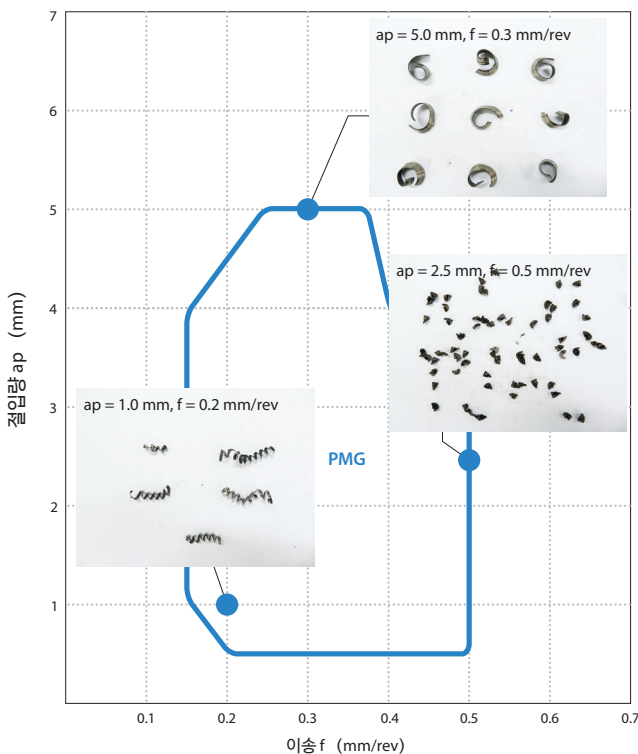 7
ap = 5.0 mm, f = 0.3 mm/rev
6
5
ap = 2.5 mm, f = 0.5 mm/rev
4
절입량 ap (mm)
ap = 1.0 mm, f = 0.2 mm/rev
3
PMG
2
1
0.1 0.2 0.3 0.4 0.5 0.6 0.7
이송 f (mm/rev)